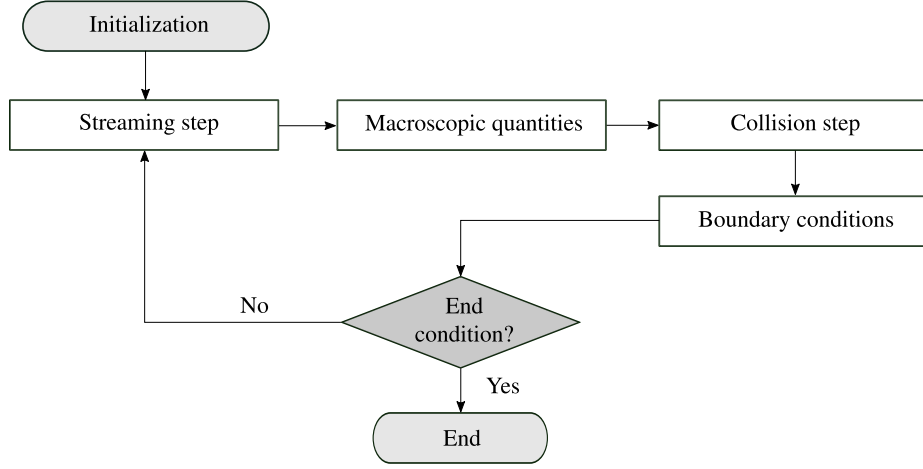 Initialization
Streaming step
Macroscopic quantities
Collision step
Boundary conditions
End
condition?
No
Yes
End